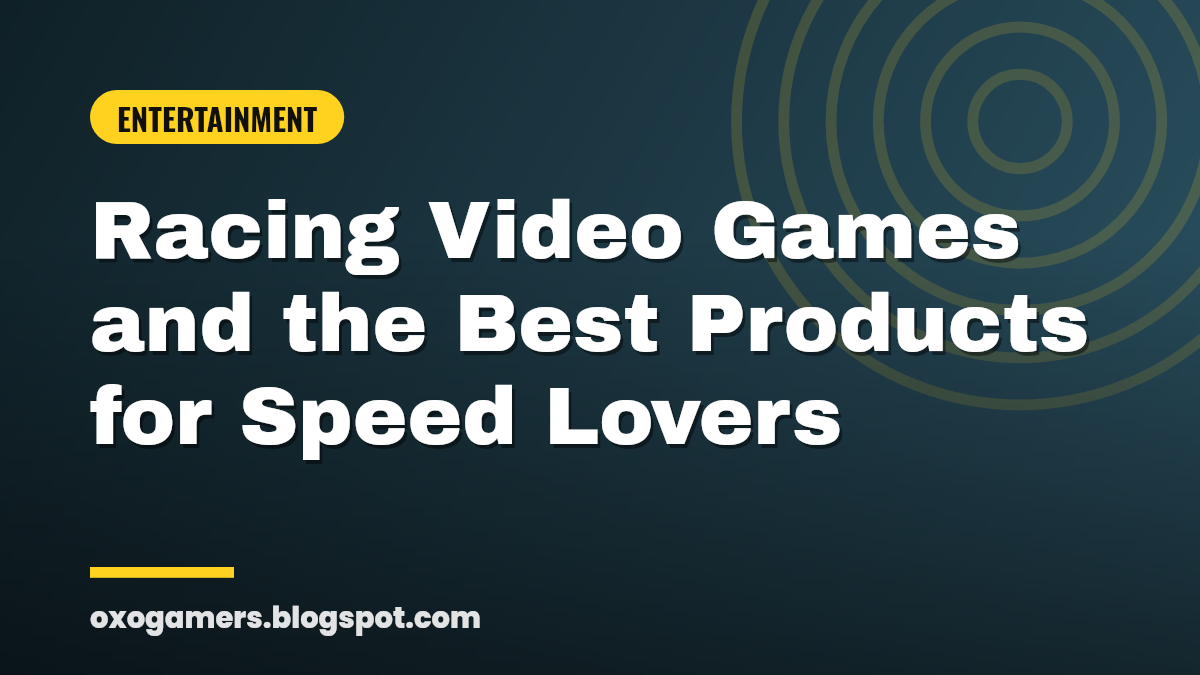 ENTERTAINMENT
Racing Video Games
and the Best Products
for Speed Lovers
oxogamers.blogspot.com